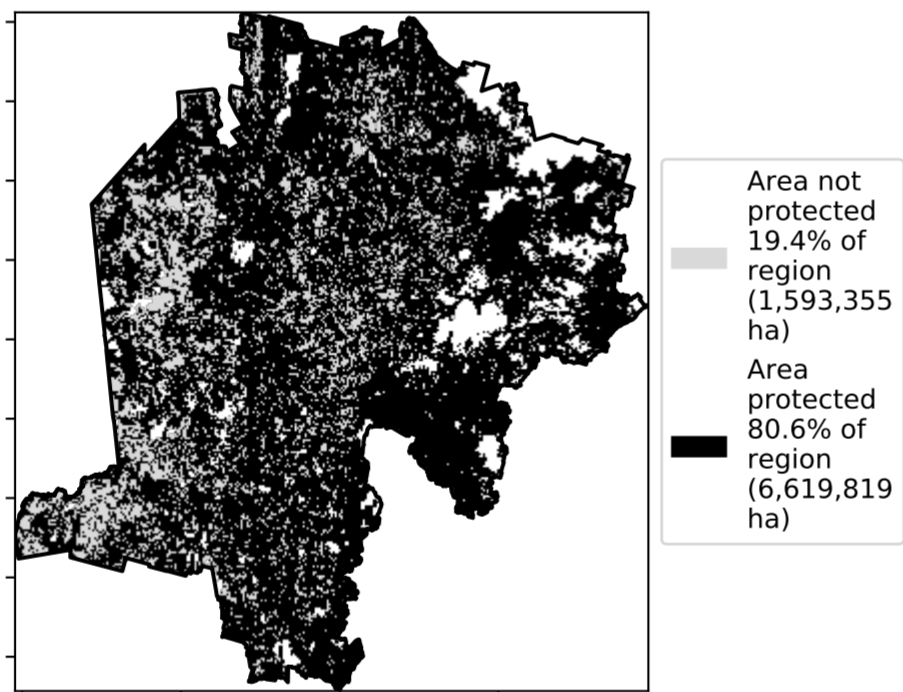 Area not
protected
19.4% of
region
(1,593,355
ha)
Area
protected
80.6% of
region
(6,619,819
ha)